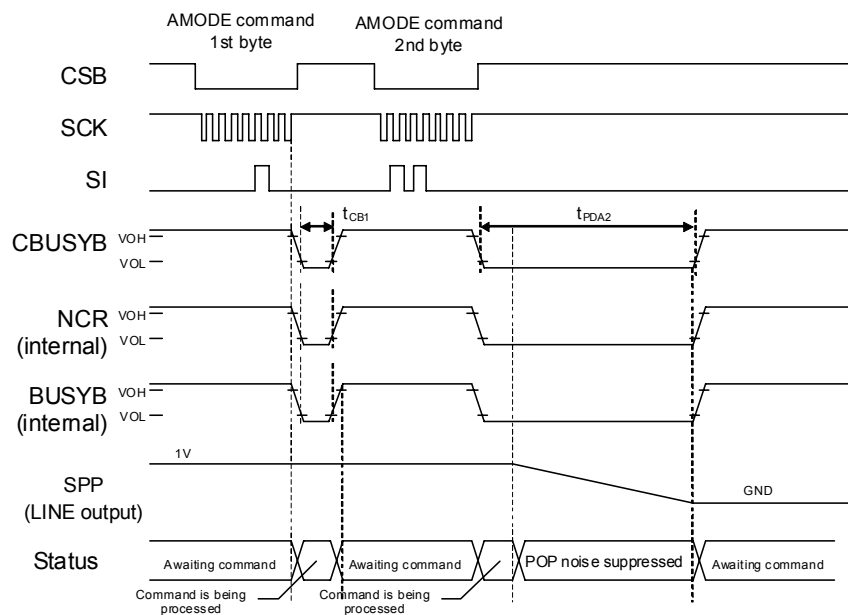 AMODE command
1st byte
AMODE command
2nd byte
CSB
SCK
SI
tCB1
tPDA2
CBUSYB
VOH
VOL
NCR
(internal)
VOH
VOL
BUSYB
(internal)
VOH
VOL
1V
SPP
(LINE output)
GND
Status
Awaiting command
Awaiting command
POP noise suppressed
Awaiting command
Command is being
processed
Command is being
processed